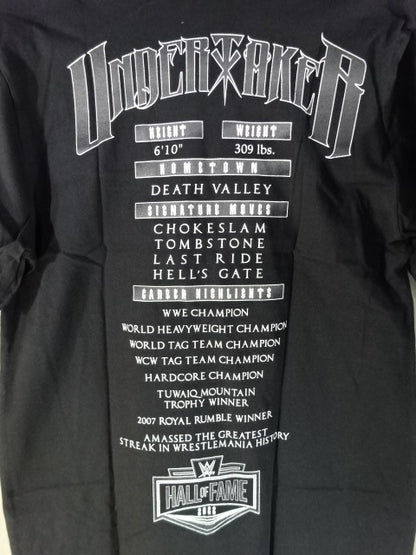 UNDERTAKER
HEIGHT WEIGHT
6'10" 309 lbs.
HOMETOWN
DEATH VALLEY
SIGNATURE MOVES
CHOKESLAM
TOMBSTONE
LAST RIDE
HELL'S GATE
CAREER HIGHLIGHTS
WWE CHAMPION
WORLD HEAVYWEIGHT CHAMPION
WORLD TAG TEAM CHAMPION
WCW TAG TEAM CHAMPION
HARDCORE CHAMPION
TUWAIQ MOUNTAIN
TROPHY WINNER
2007 ROYAL RUMBLE WINNER
AMASSED THE GREATEST
STREAK IN WRESTLEMANIA HISTORY
W
HALL OF FAME
2022